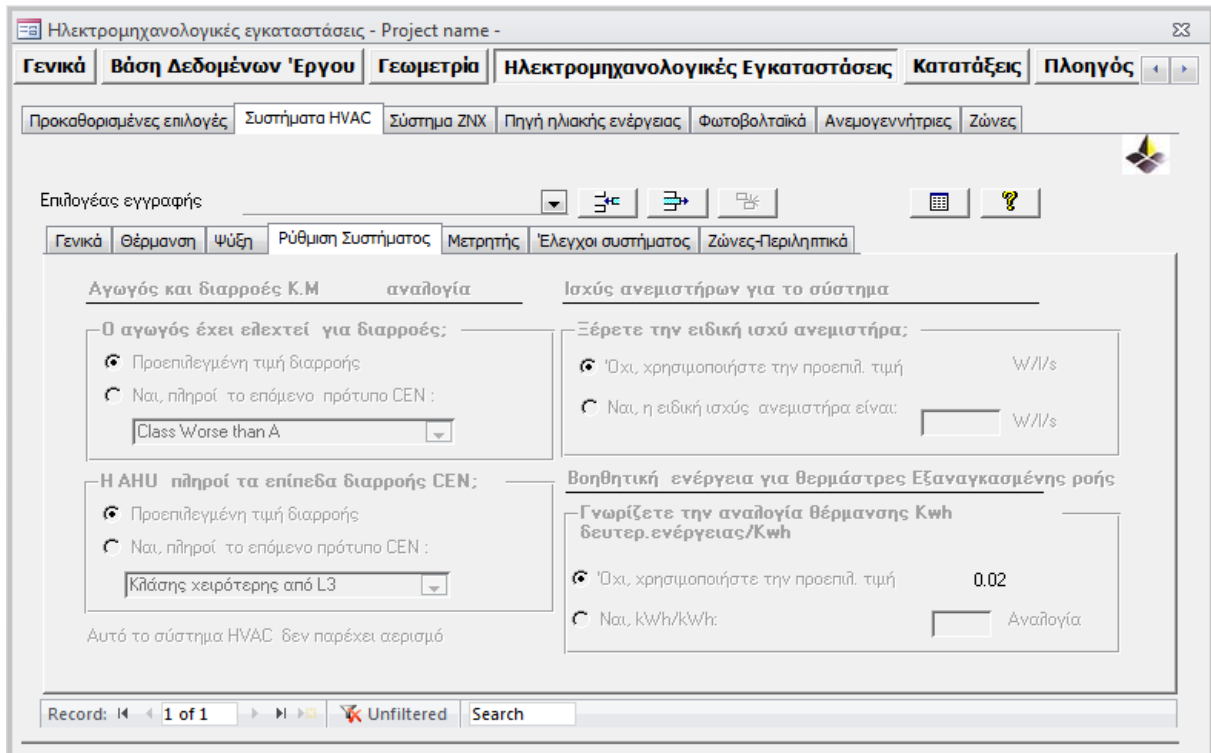 Ηλεκτρομηχανολογικές εγκαταστάσεις - Project name -
Γενικά Βάση Δεδομένων 'Εργου Γεωμετρία Ηλεκτρομηχανολογικές Εγκαταστάσεις Κατατάξεις Πλοηγός
Προκαθορισμένες επιλογές Συστήματα HVAC Σύστημα ΖΝΧ Πηγή ηλιακής ενέργειας Φωτοβολταϊκά Ανεμογεννήτριες Ζώνες
Επιλογέας εγγραφής
Γενικά Θέρμανση Ψύξη Ρύθμιση Συστήματος Μετρητής Έλεγχοι συστήματος Ζώνες-Περιληπτικά
Αγωγός και διαρροές Κ.Μ αναλογία
Ο αγωγός έχει ελεχτεί για διαρροές;
Προεπιλεγμένη τιμή διαρροής
Ναι, πληροί το επόμενο πρότυπο CEN :
Class Worse than A
Η AHU πληροί τα επίπεδα διαρροής CEN;
Προεπιλεγμένη τιμή διαρροής
Ναι, πληροί το επόμενο πρότυπο CEN :
Κλάσης χειρότερης από L3
Αυτό το σύστημα HVAC δεν παρέχει αερισμό
Ισχύς ανεμιστήρων για το σύστημα
Ξέρετε την ειδική ισχύ ανεμιστήρα;
Όχι, χρησιμοποιήστε την προεπιλ. τιμή W/l/s
Ναι, η ειδική ισχύς ανεμιστήρα είναι: W/l/s
Βοηθητική ενέργεια για θερμάστρες Εξαναγκασμένης ροής
Γνωρίζετε την αναλογία θέρμανσης Kwh
δευτερ.ενέργειας/Kwh
Όχι, χρησιμοποιήστε την προεπιλ. τιμή 0.02
Ναι, kWh/kWh: Αναλογία
Record: 1 of 1 Unfiltered Search